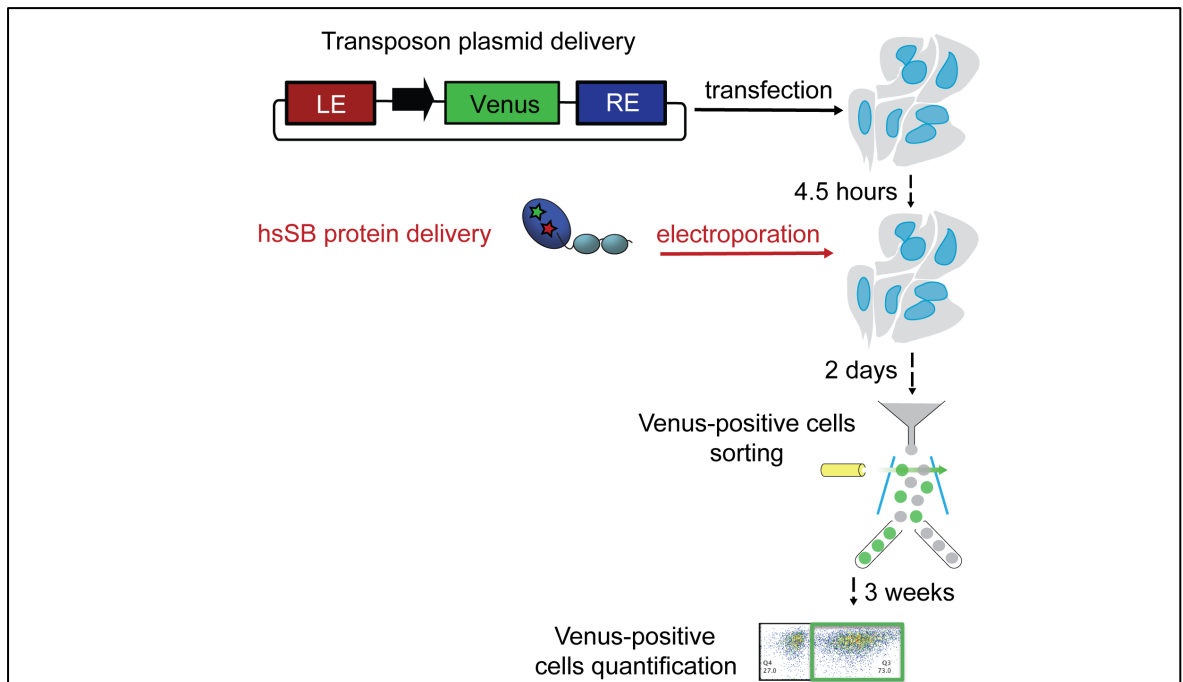 Transposon plasmid delivery
LE
Venus
RE
transfection
4.5 hours
hsSB protein delivery
electroporation
2 days
Venus-positive cells
sorting
3 weeks
Venus-positive
cells quantification
Q4
27.0
Q3
73.0